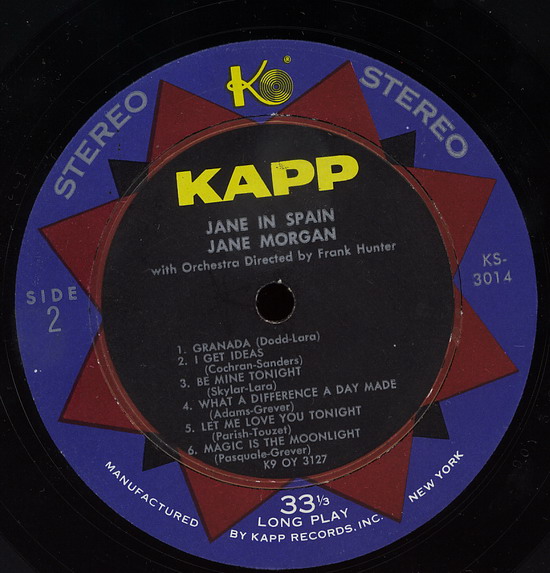 K
®
STEREO
STEREO
KAPP
JANE IN SPAIN
JANE MORGAN
with Orchestra Directed by Frank Hunter
SIDE
2
KS-
3014
1. GRANADA (Dodd-Lara)
2. I GET IDEAS
(Cochran-Sanders)
3. BE MINE TONIGHT
(Skylar-Lara)
4. WHAT A DIFFERENCE A DAY MADE
(Adams-Grever)
5. LET ME LOVE YOU TONIGHT
(Parish-Touzet)
6. MAGIC IS THE MOONLIGHT
(Pasquale-Grever)
K9 OY 3127
33⅓
LONG PLAY
MANUFACTURED BY KAPP RECORDS, INC. NEW YORK